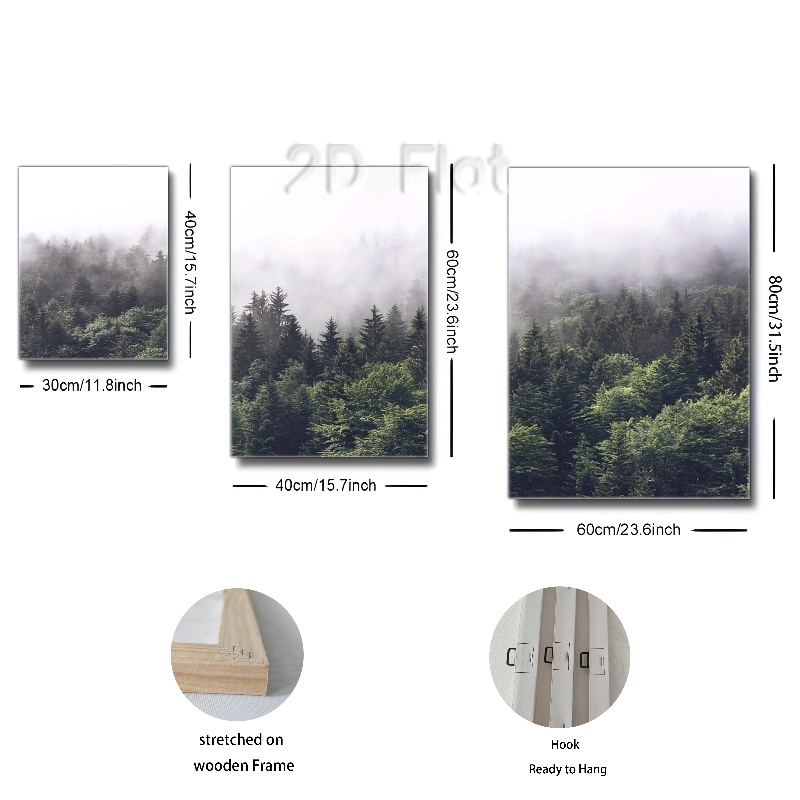 2D Flat
40cm/15.7inch
30cm/11.8inch
60cm/23.6inch
40cm/15.7inch
80cm/31.5inch
60cm/23.6inch
stretched on
wooden Frame
Hook
Ready to Hang